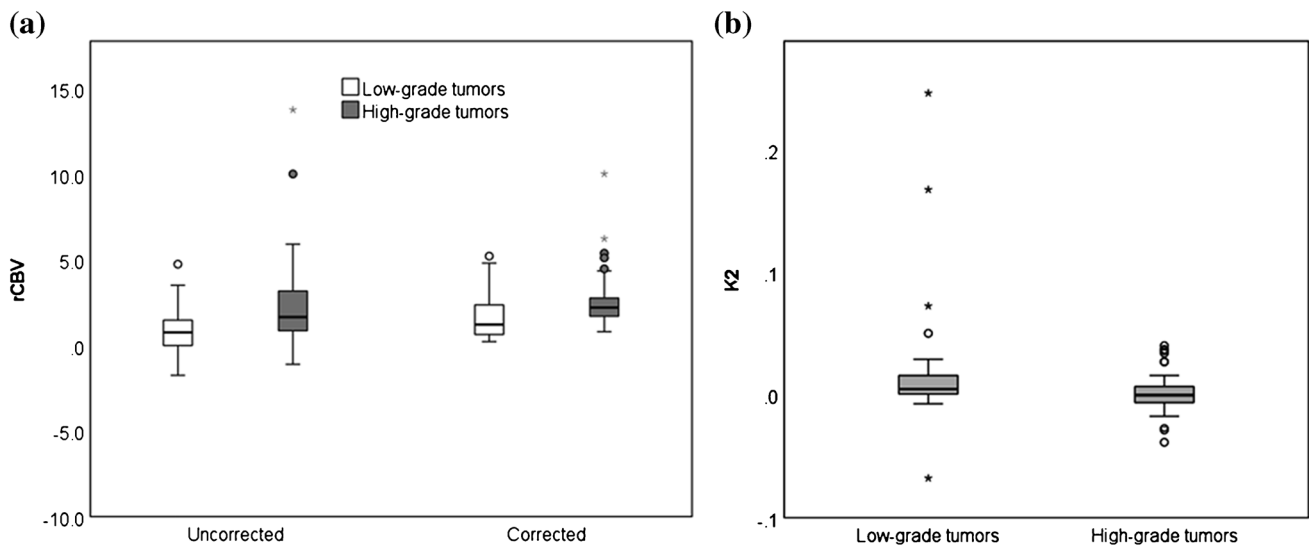 (a)
15.0
10.0
5.0
.0
-5.0
-10.0
rCBV
Low-grade tumors
High-grade tumors
Uncorrected
Corrected
(b)
.2
.1
.0
-.1
K2
Low-grade tumors
High-grade tumors